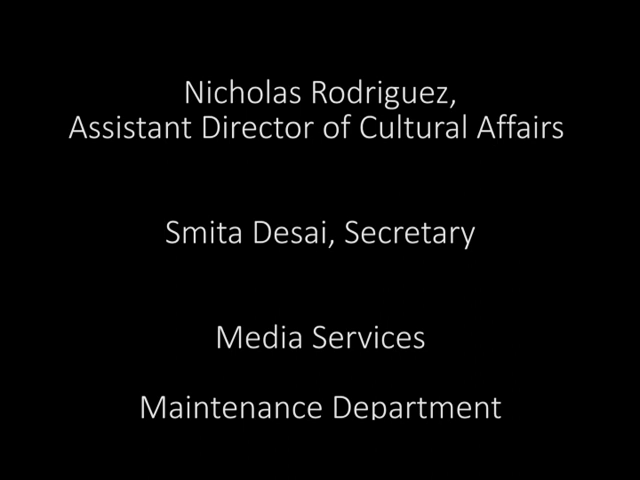 Nicholas Rodriguez,
Assistant Director of Cultural Affairs
Smita Desai, Secretary
Media Services
Maintenance Department